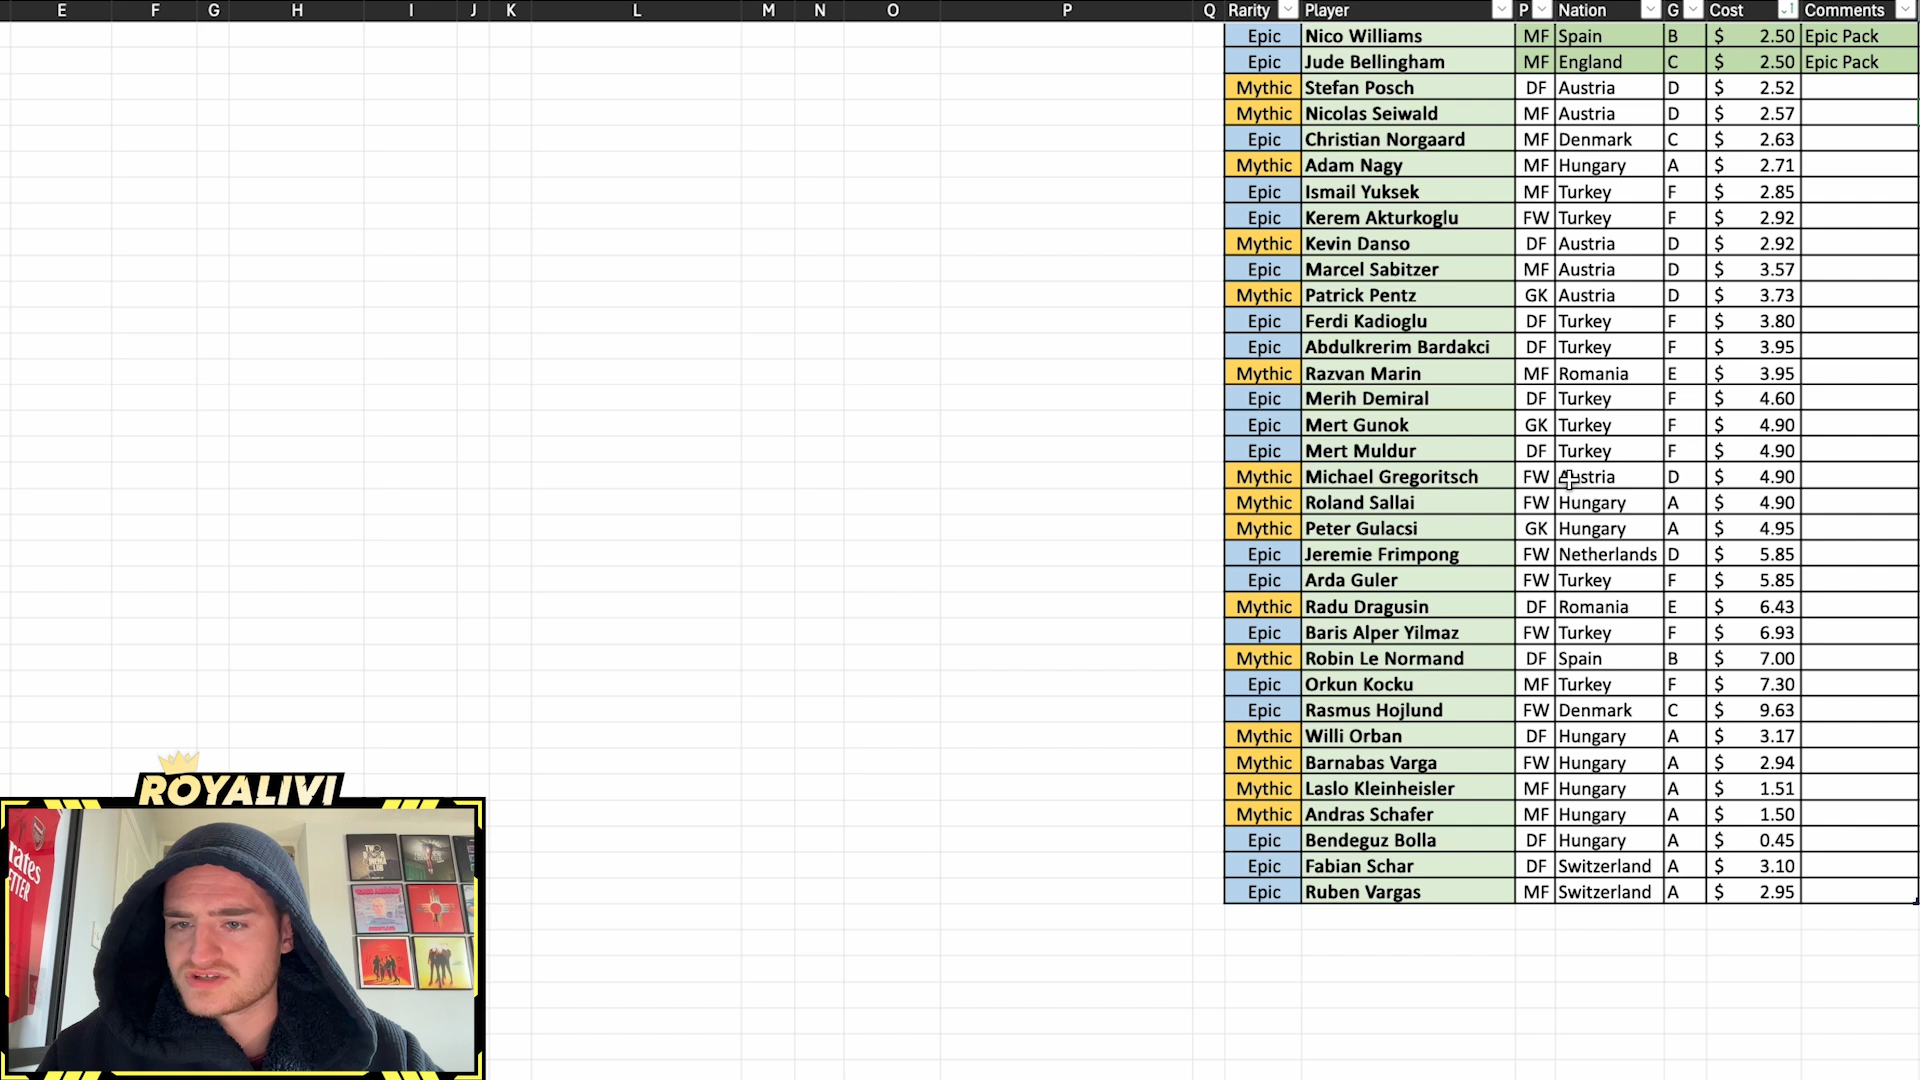 E F G H I J K L M N O P Q Rarity Player P Nation G Cost Comments
Epic Nico Williams MF Spain B $ 2.50 Epic Pack
Epic Jude Bellingham MF England C $ 2.50 Epic Pack
Mythic Stefan Posch DF Austria D $ 2.52
Mythic Nicolas Seiwald MF Austria D $ 2.57
Epic Christian Norgaard MF Denmark C $ 2.63
Mythic Adam Nagy MF Hungary A $ 2.71
Epic Ismail Yuksek MF Turkey F $ 2.85
Epic Kerem Akturkoglu FW Turkey F $ 2.92
Mythic Kevin Danso DF Austria D $ 2.92
Epic Marcel Sabitzer MF Austria D $ 3.57
Mythic Patrick Pentz GK Austria D $ 3.73
Epic Ferdi Kadioglu DF Turkey F $ 3.80
Epic Abdulkrerim Bardakci DF Turkey F $ 3.95
Mythic Razvan Marin MF Romania E $ 3.95
Epic Merih Demiral DF Turkey F $ 4.60
Epic Mert Gunok GK Turkey F $ 4.90
Epic Mert Muldur DF Turkey F $ 4.90
Mythic Michael Gregoritsch FW Austria D $ 4.90
Mythic Roland Sallai FW Hungary A $ 4.90
Mythic Peter Gulacsi GK Hungary A $ 4.95
Epic Jeremie Frimpong FW Netherlands D $ 5.85
Epic Arda Guler FW Turkey F $ 5.85
Mythic Radu Dragusin DF Romania E $ 6.43
Epic Baris Alper Yilmaz FW Turkey F $ 6.93
Mythic Robin Le Normand DF Spain B $ 7.00
Epic Orkun Kocku MF Turkey F $ 7.30
Epic Rasmus Hojlund FW Denmark C $ 9.63
Mythic Willi Orban DF Hungary A $ 3.17
Mythic Barnabas Varga FW Hungary A $ 2.94
Mythic Laslo Kleinheisler MF Hungary A $ 1.51
Mythic Andras Schafer MF Hungary A $ 1.50
Epic Bendeguz Bolla DF Hungary A $ 0.45
Epic Fabian Schar DF Switzerland A $ 3.10
Epic Ruben Vargas MF Switzerland A $ 2.95
ROYALIVI